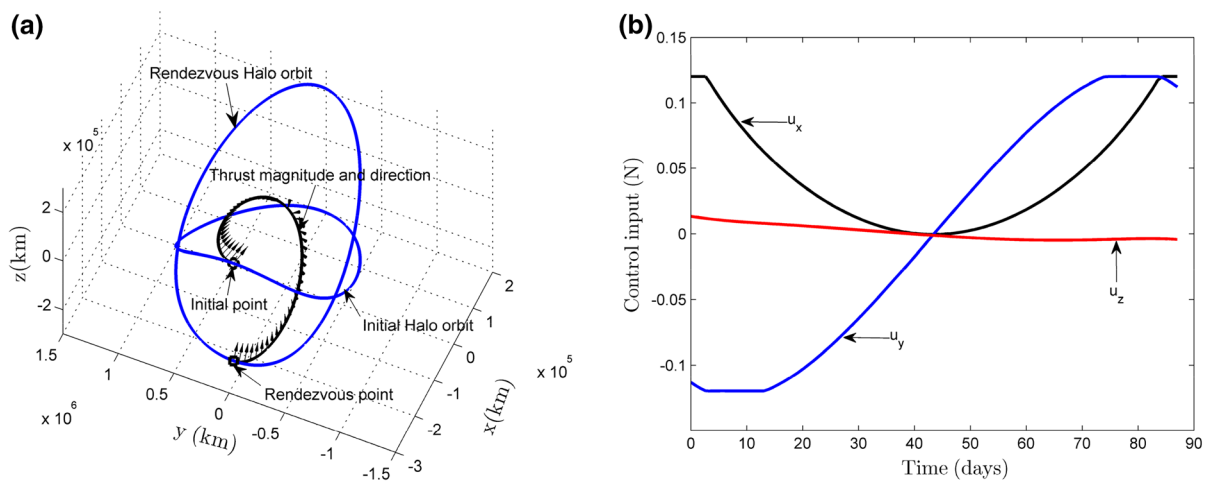 (a)
Rendezvous Halo orbit
x 10^5
Thrust magnitude and direction
2
0
-2
z(km)
Initial point
Initial Halo orbit
Rendezvous point
1.5
1
0.5
0
-0.5
-1
-1.5
x 10^6
y (km)
2
1
0
-1
-2
-3
x 10^5
x(km)
(b)
0.15
0.1
0.05
0
-0.05
-0.1
Control input (N)
u_x
u_z
u_y
0
10
20
30
40
50
60
70
80
90
Time (days)